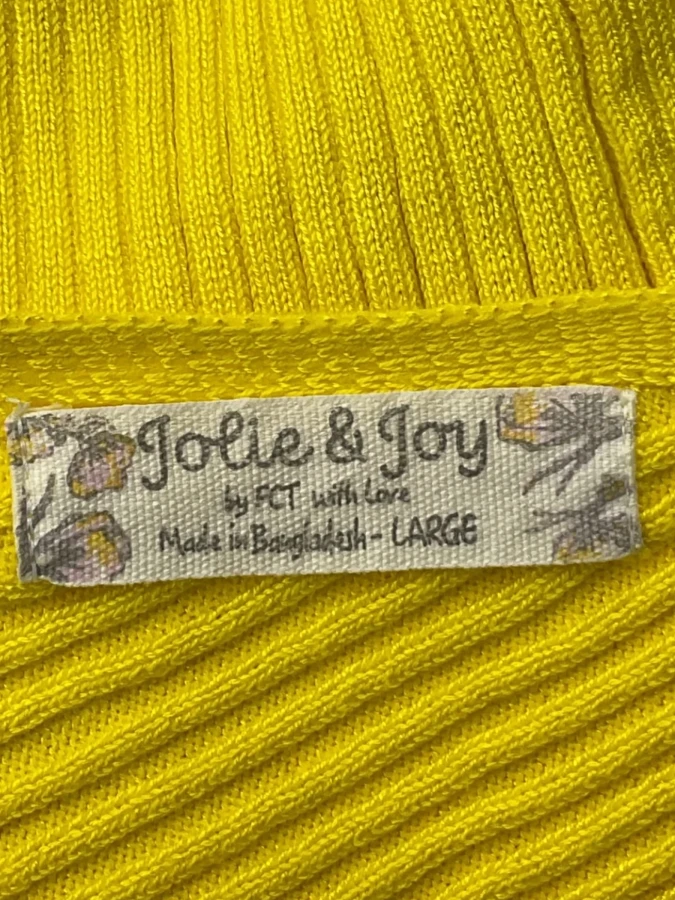 Jolie & Joy
by FCT with Love
Made in Bangladesh - LARGE